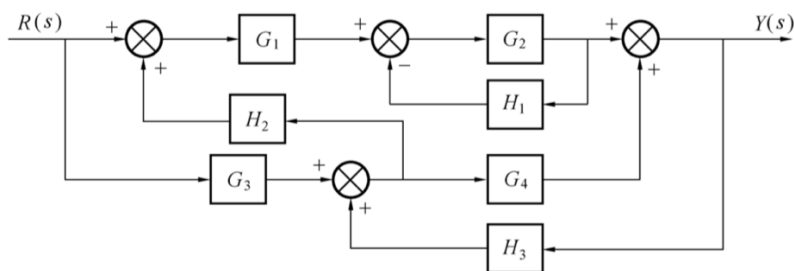 R(s) + G₁ + G₂ + Y(s)
+ − +
H₁
H₂
G₃ + G₄
+
H₃